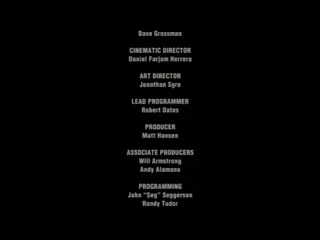 Dave Grossman
CINEMATIC DIRECTOR
Daniel Farjam Herrera
ART DIRECTOR
Jonathan Sgro
LEAD PROGRAMMER
Robert Dates
PRODUCER
Matt Hansen
ASSOCIATE PRODUCERS
Will Armstrong
Andy Alamano
PROGRAMMING
John "Seg" Seggerson
Randy Tudor